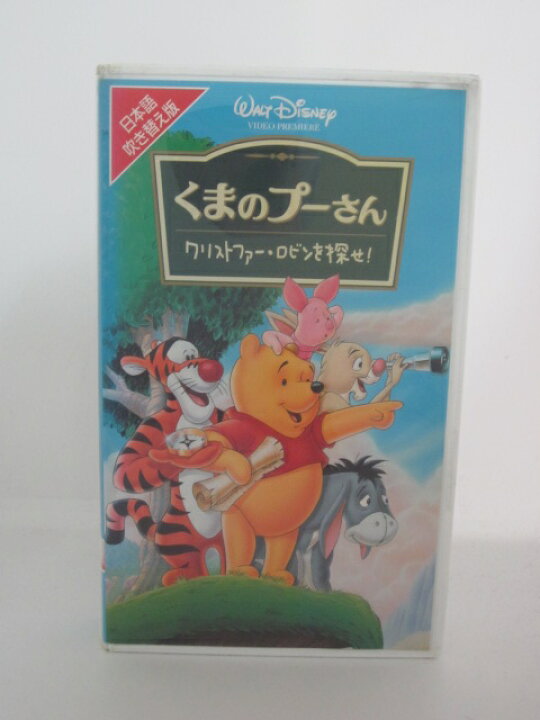 日本語
吹き替え版
WALT DISNEY
VIDEO PREMIERE
くまのプーさん
クリストファー・ロビンを探せ!